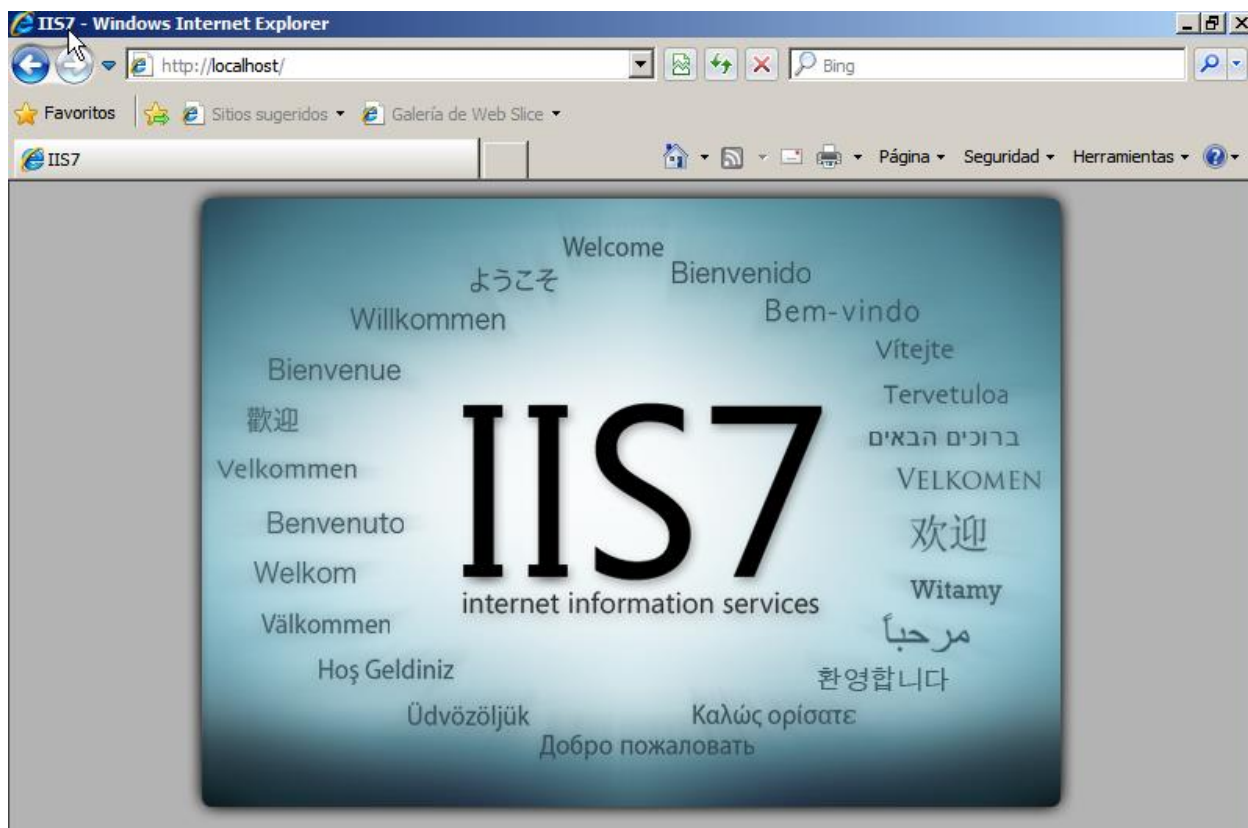 IIS7 - Windows Internet Explorer
http://localhost/
Bing
Favoritos
Sitios sugeridos
Galería de Web Slice
IIS7
Página
Seguridad
Herramientas
Welcome
ようこそ
Bienvenido
Willkommen
Bem-vindo
Vítejte
Bienvenue
Tervetuloa
歡迎
ברוכים הבאים
Velkommen
VELKOMEN
Benvenuto
欢迎
Welkom
Witamy
IIS7
internet information services
Välkommen
مرحباً
Hoş Geldiniz
환영합니다
Üdvözöljük
Καλώς ορίσατε
Добро пожаловать